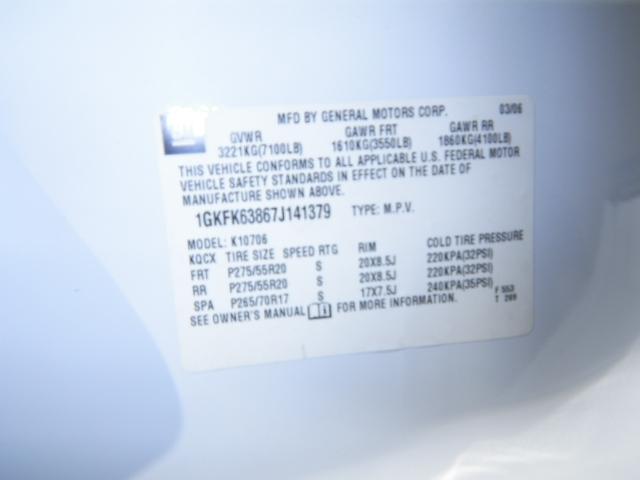 MFD BY GENERAL MOTORS CORP. 03/06
GM
GVWR GAWR FRT GAWR RR
3221KG(7100LB) 1610KG(3550LB) 1860KG(4100LB)
THIS VEHICLE CONFORMS TO ALL APPLICABLE U.S. FEDERAL MOTOR
VEHICLE SAFETY STANDARDS IN EFFECT ON THE DATE OF
MANUFACTURE SHOWN ABOVE.
1GKFK63867J141379 TYPE: M.P.V.
MODEL: K10706
KQCX TIRE SIZE SPEED RTG RIM COLD TIRE PRESSURE
FRT P275/55R20 S 20X8.5J 220KPA(32PSI)
RR P275/55R20 S 20X8.5J 220KPA(32PSI)
SPA P265/70R17 S 17X7.5J 240KPA(35PSI) F 553
SEE OWNER'S MANUAL FOR MORE INFORMATION. T 269